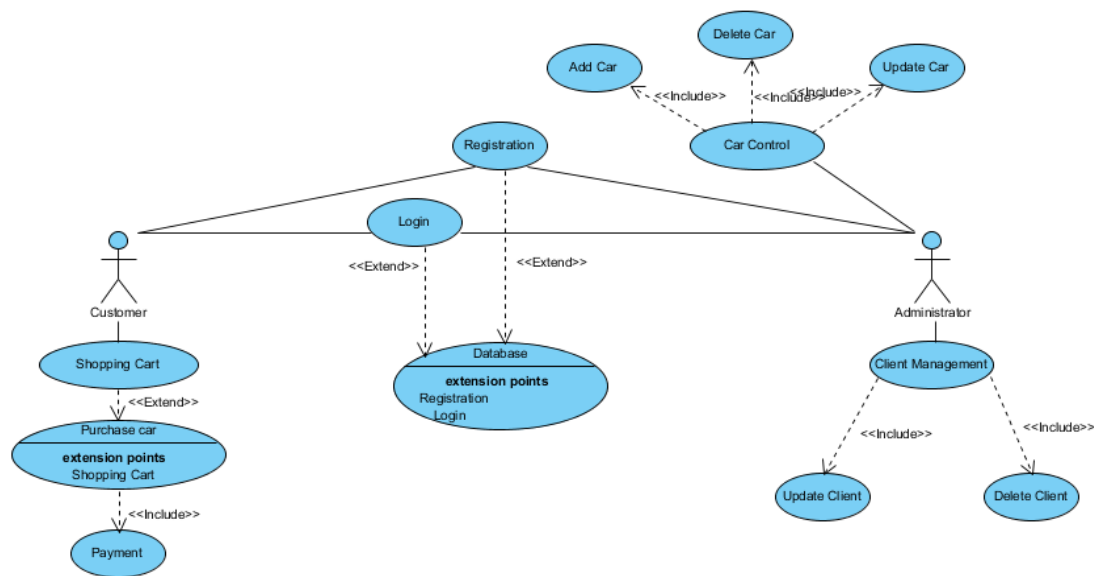 Delete Car
Add Car
Update Car
<<Include>>
<<Include>>
<<Include>>
Registration
Car Control
Login
<<Extend>>
<<Extend>>
Customer
Administrator
Shopping Cart
Database
extension points
Registration
Login
Client Management
<<Extend>>
Purchase car
extension points
Shopping Cart
<<Include>>
<<Include>>
Update Client
Delete Client
<<Include>>
Payment